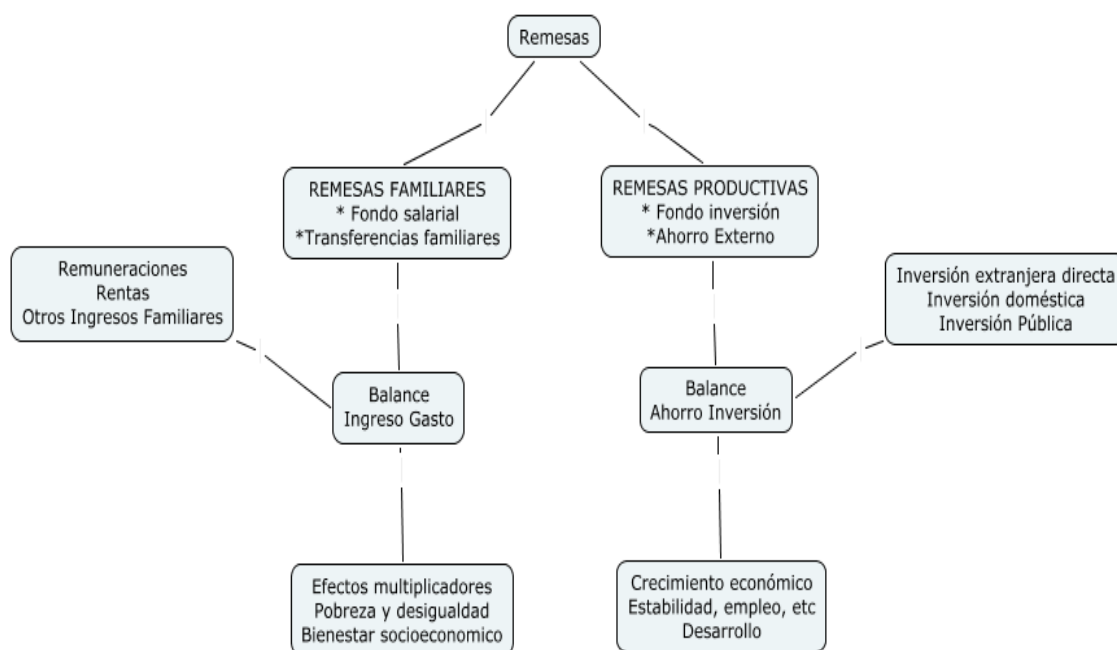 Remesas
REMESAS FAMILIARES
* Fondo salarial
*Transferencias familiares
REMESAS PRODUCTIVAS
* Fondo inversión
*Ahorro Externo
Remuneraciones
Rentas
Otros Ingresos Familiares
Inversión extranjera directa
Inversión doméstica
Inversión Pública
Balance
Ingreso Gasto
Balance
Ahorro Inversión
Efectos multiplicadores
Pobreza y desigualdad
Bienestar socioeconomico
Crecimiento económico
Estabilidad, empleo, etc
Desarrollo